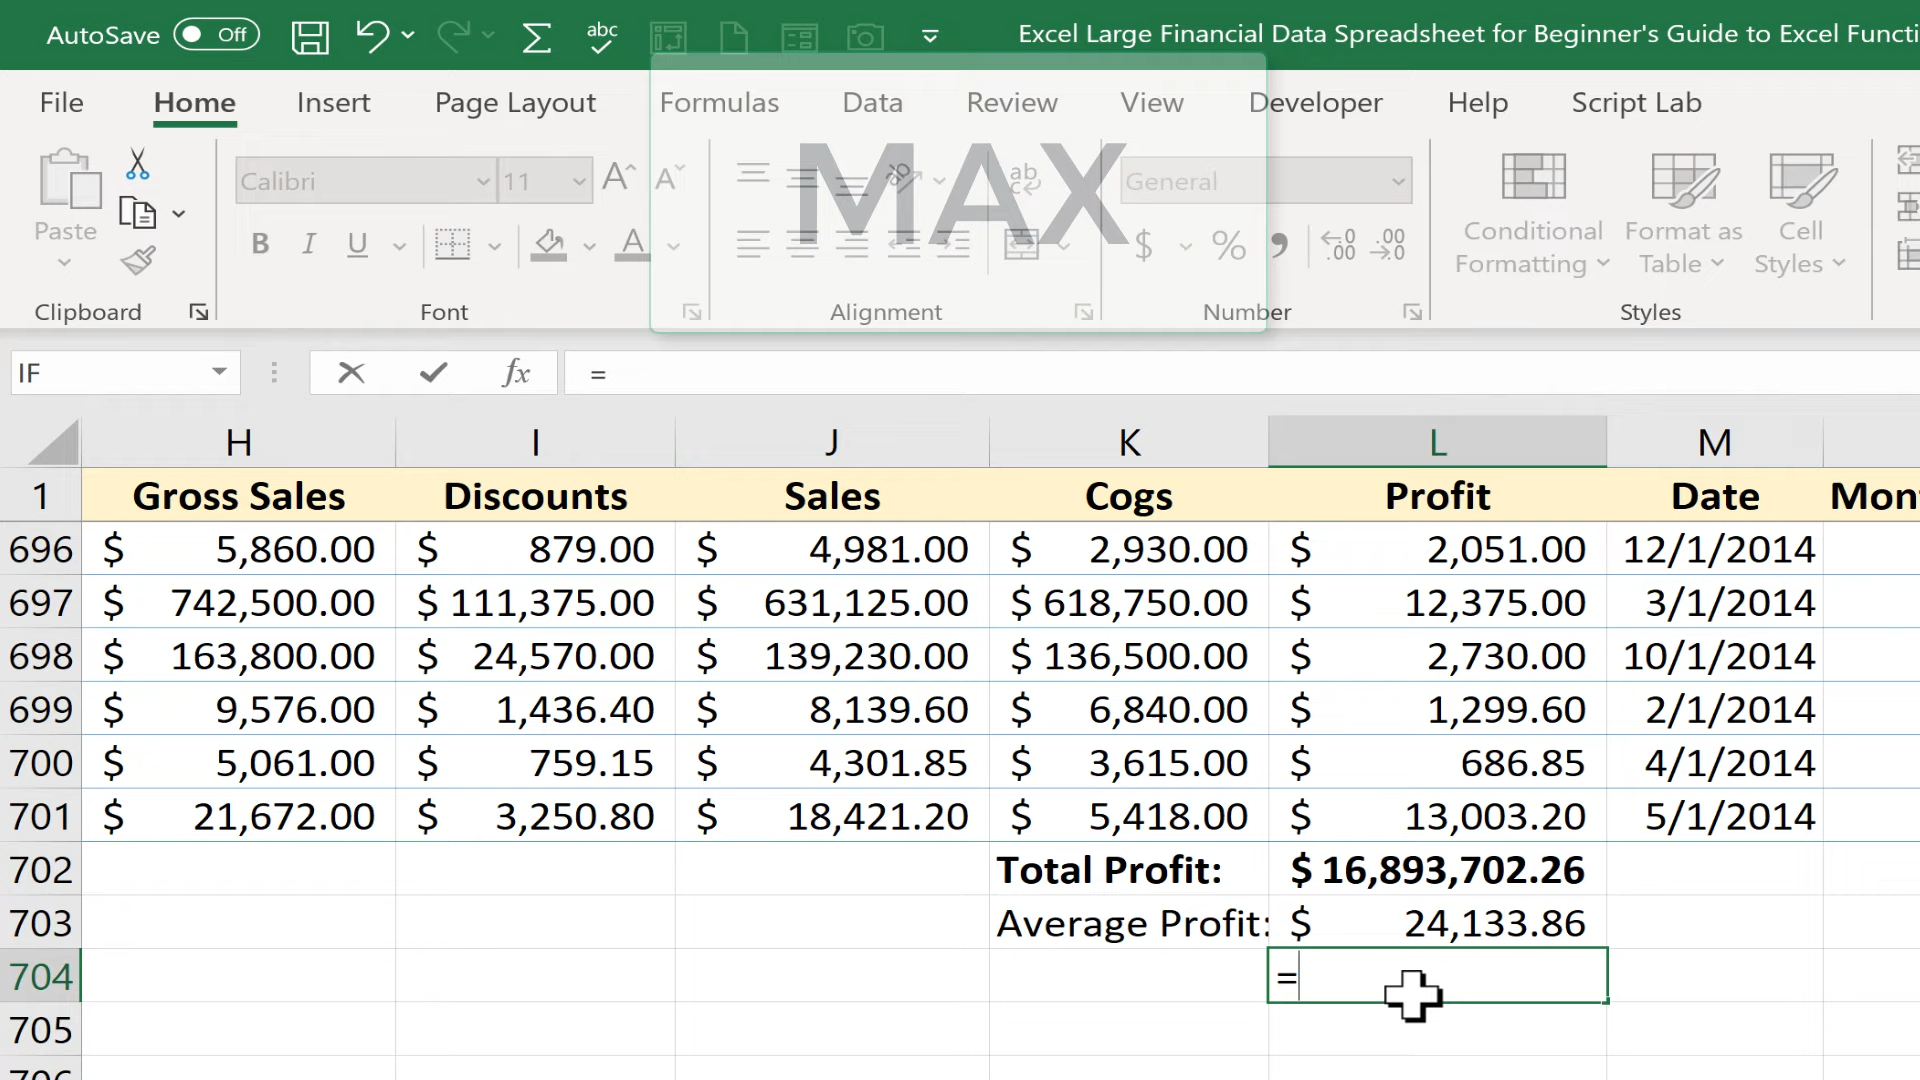 AutoSave Off abc Excel Large Financial Data Spreadsheet for Beginner's Guide to Excel Functi
File Home Insert Page Layout Formulas Data Review View Developer Help Script Lab
MAX
Paste Calibri 11 A A ab ab c General
B I U A $ % 9 .00 .00 Conditional Formatting Format as Table Cell Styles
Clipboard Font Alignment Number Styles
IF fx =
H I J K L M
1 Gross Sales Discounts Sales Cogs Profit Date Mon
696 $ 5,860.00 $ 879.00 $ 4,981.00 $ 2,930.00 $ 2,051.00 12/1/2014
697 $ 742,500.00 $ 111,375.00 $ 631,125.00 $ 618,750.00 $ 12,375.00 3/1/2014
698 $ 163,800.00 $ 24,570.00 $ 139,230.00 $ 136,500.00 $ 2,730.00 10/1/2014
699 $ 9,576.00 $ 1,436.40 $ 8,139.60 $ 6,840.00 $ 1,299.60 2/1/2014
700 $ 5,061.00 $ 759.15 $ 4,301.85 $ 3,615.00 $ 686.85 4/1/2014
701 $ 21,672.00 $ 3,250.80 $ 18,421.20 $ 5,418.00 $ 13,003.20 5/1/2014
702 Total Profit: $ 16,893,702.26
703 Average Profit: $ 24,133.86
704 =
705